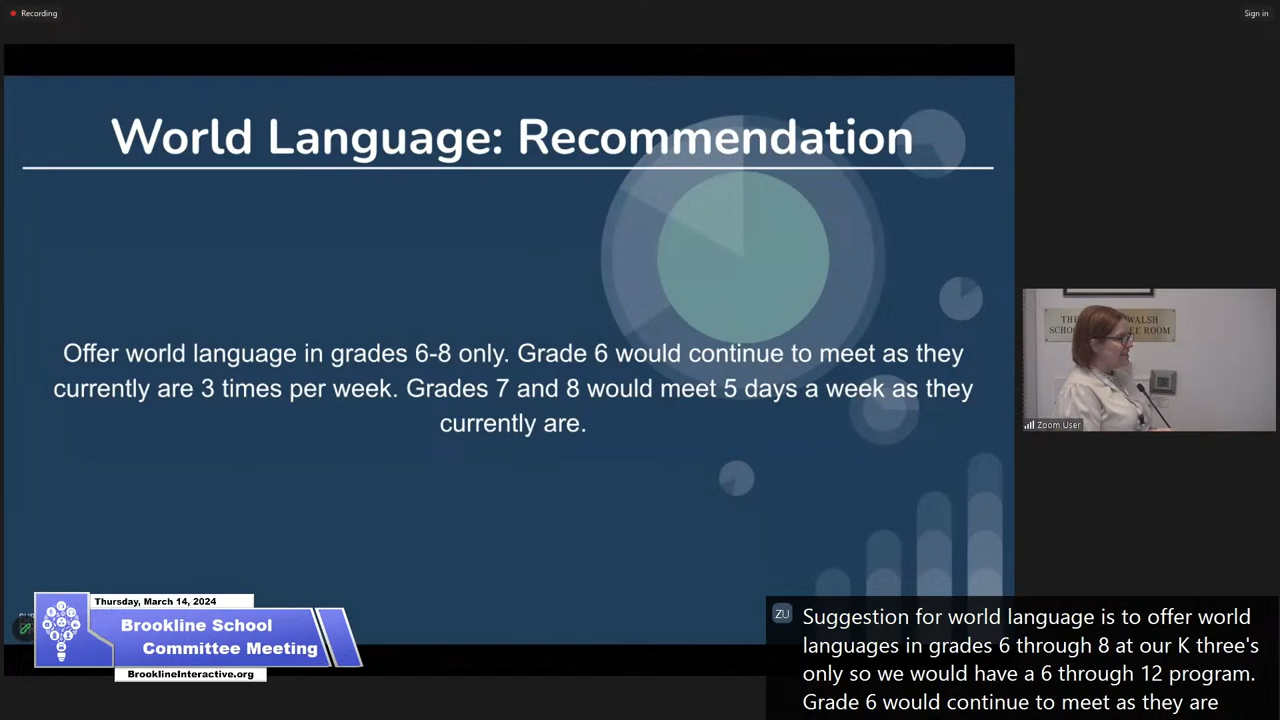 Recording
Sign in
World Language: Recommendation
Offer world language in grades 6-8 only. Grade 6 would continue to meet as they
currently are 3 times per week. Grades 7 and 8 would meet 5 days a week as they
currently are.
WALSH
SCHOOL
ROOM
Zoom User
Thursday, March 14, 2024
Brookline School
Committee Meeting
BrooklineInteractive.org
ZU
Suggestion for world language is to offer world
languages in grades 6 through 8 at our K three's
only so we would have a 6 through 12 program.
Grade 6 would continue to meet as they are